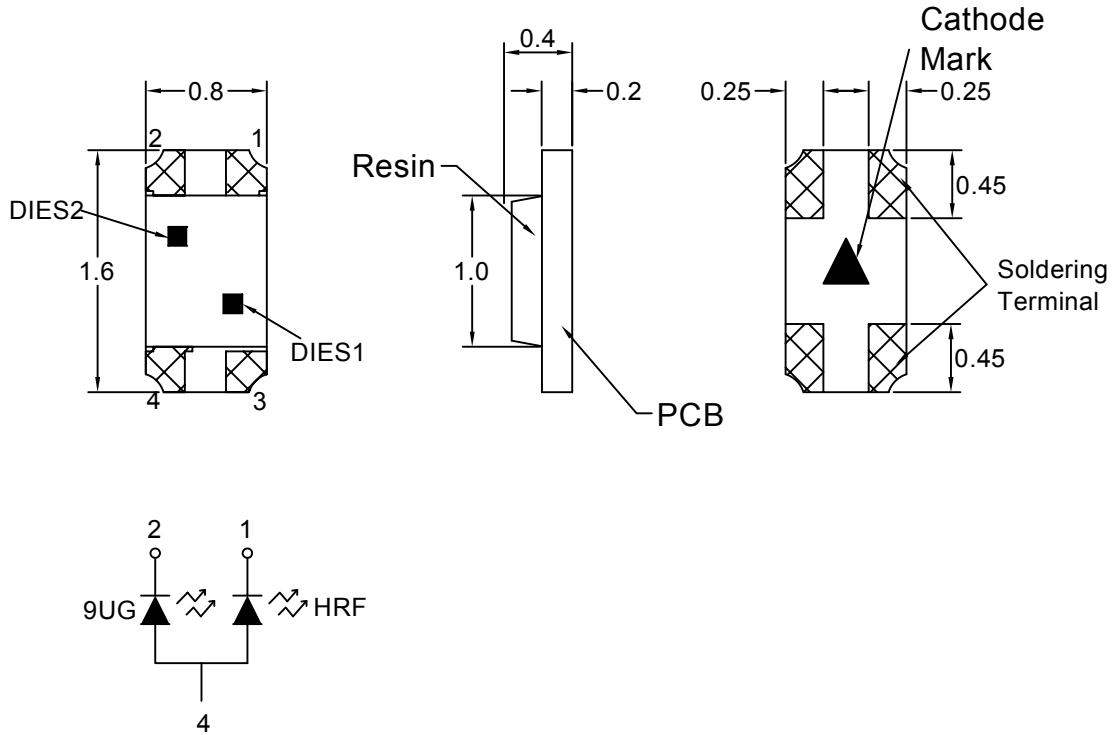 Cathode
Mark
0.4
0.8
0.2
0.25
0.25
2
1
Resin
0.45
DIES2
1.6
1.0
Soldering
Terminal
DIES1
0.45
4
3
PCB
2
1
9UG
HRF
4